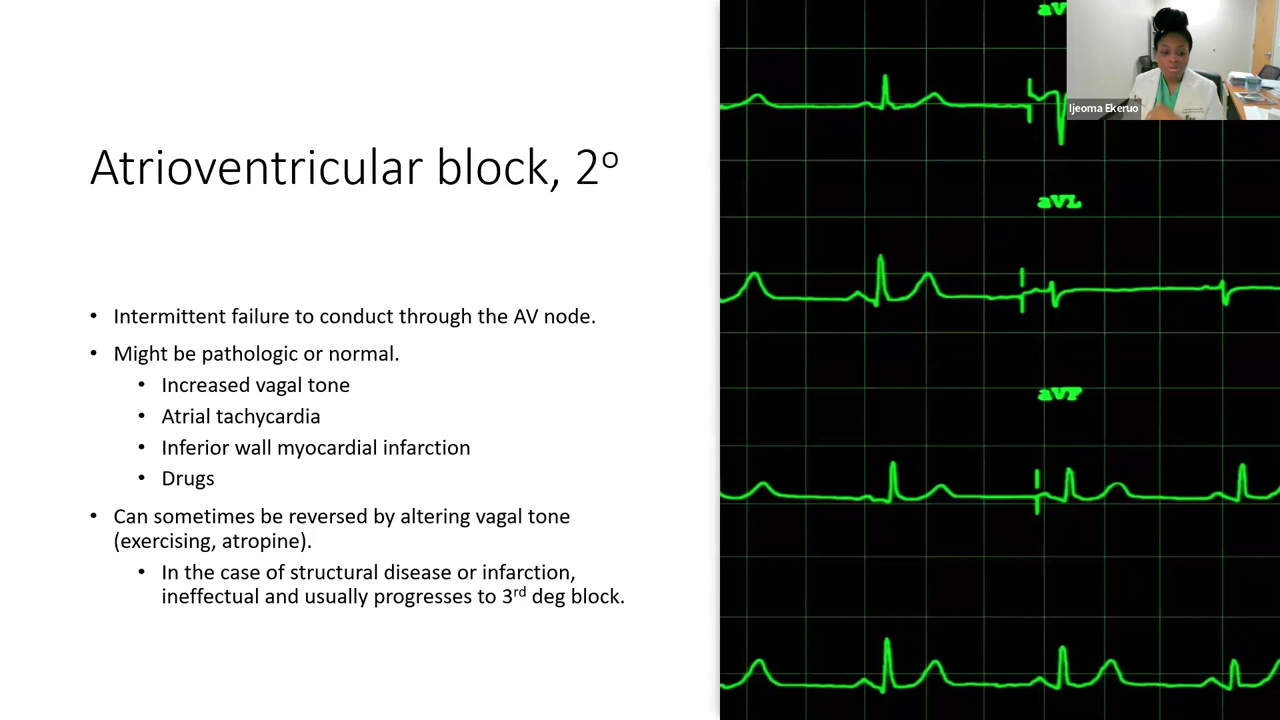 Atrioventricular block, 2º
• Intermittent failure to conduct through the AV node.
• Might be pathologic or normal.
• Increased vagal tone
• Atrial tachycardia
• Inferior wall myocardial infarction
• Drugs
• Can sometimes be reversed by altering vagal tone
(exercising, atropine).
• In the case of structural disease or infarction,
ineffectual and usually progresses to 3rd deg block.
Ijeoma Ekeruo
aVL
aVF